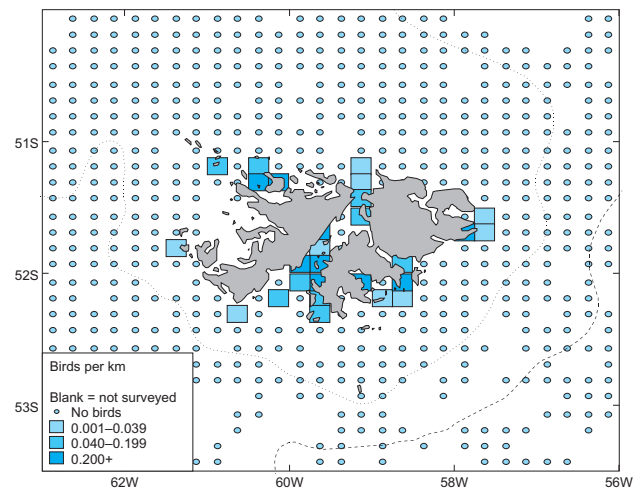 51S
52S
53S
Birds per km
Blank = not surveyed
No birds
0.001–0.039
0.040–0.199
0.200+
62W
60W
58W
56W